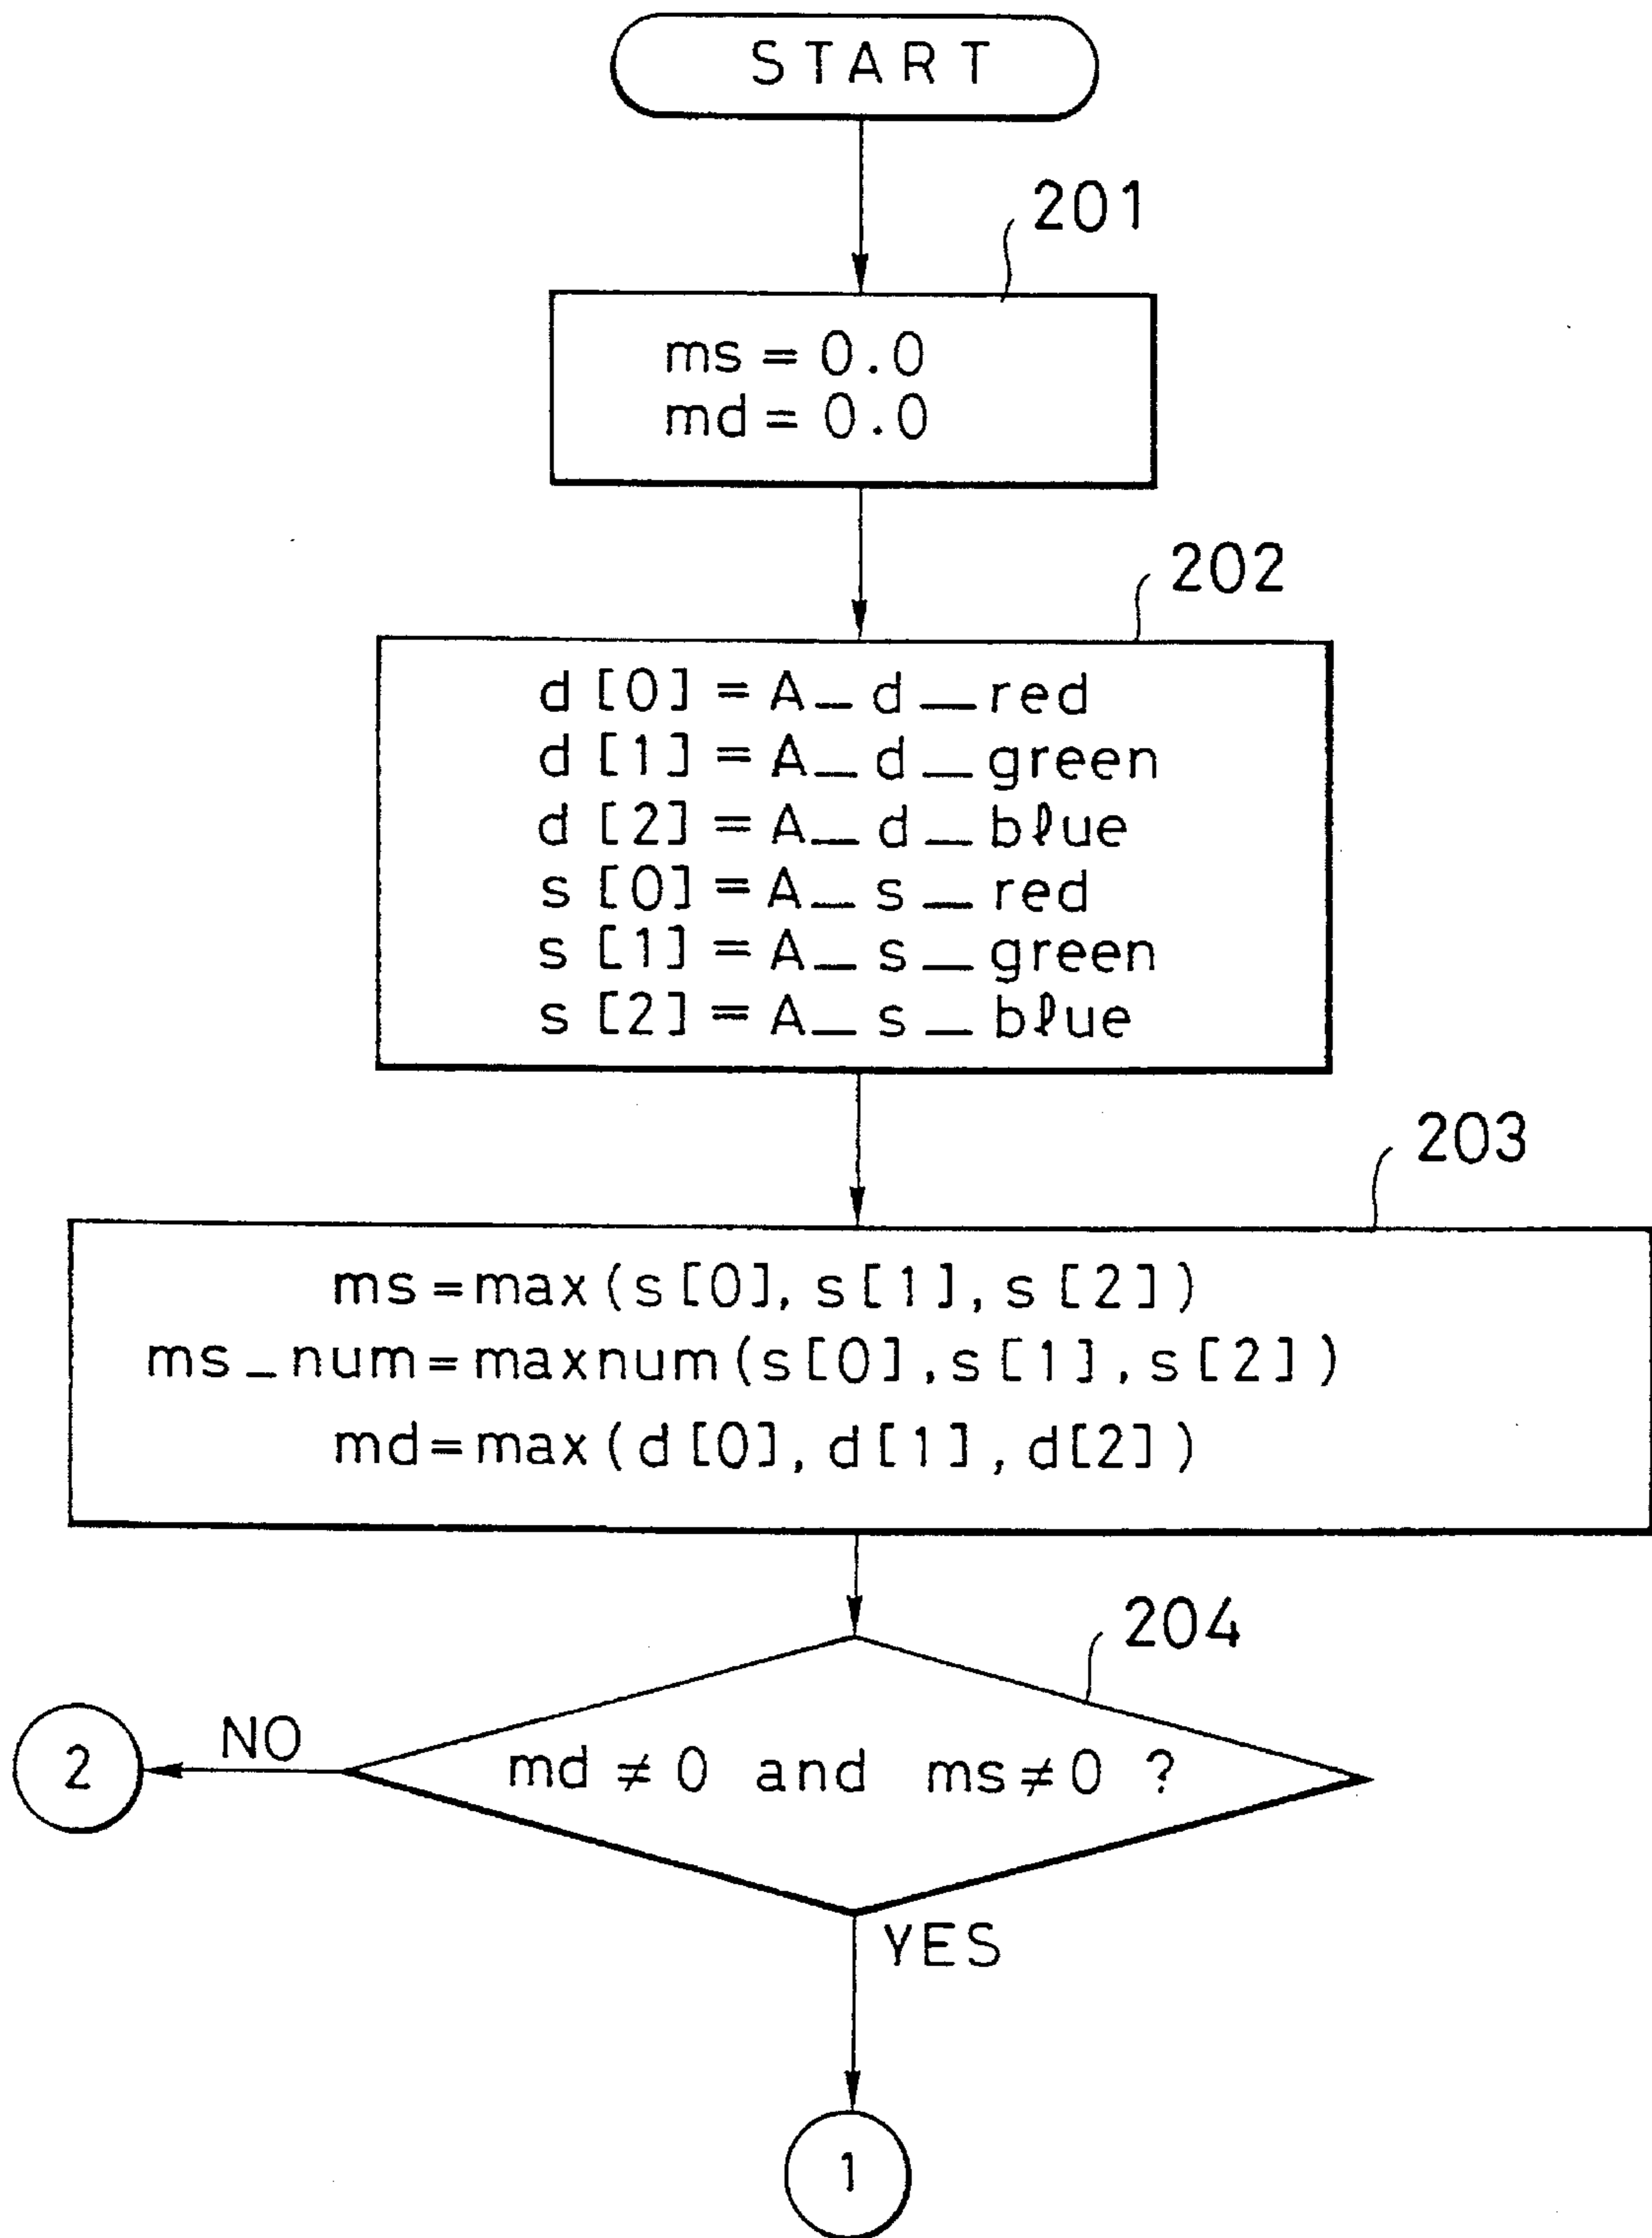 START
201
ms = 0.0
md = 0.0
202
d [0] = A_d_red
d [1] = A_d_green
d [2] = A_d_blue
s [0] = A_s_red
s [1] = A_s_green
s [2] = A_s_blue
203
ms=max(s[0], s[1], s[2])
ms_num=maxnum(s[0], s[1], s[2])
md=max(d[0], d[1], d[2])
204
md ≠ 0 and ms ≠ 0 ?
NO
2
YES
1